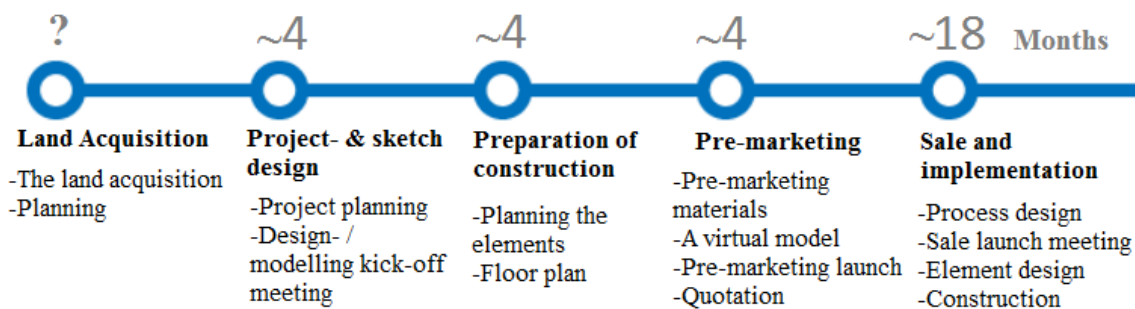 ? ~4 ~4 ~4 ~18 Months
Land Acquisition
-The land acquisition
-Planning
Project- & sketch
design
-Project planning
-Design- /
modelling kick-off
meeting
Preparation of
construction
-Planning the
elements
-Floor plan
Pre-marketing
-Pre-marketing
materials
-A virtual model
-Pre-marketing launch
-Quotation
Sale and
implementation
-Process design
-Sale launch meeting
-Element design
-Construction